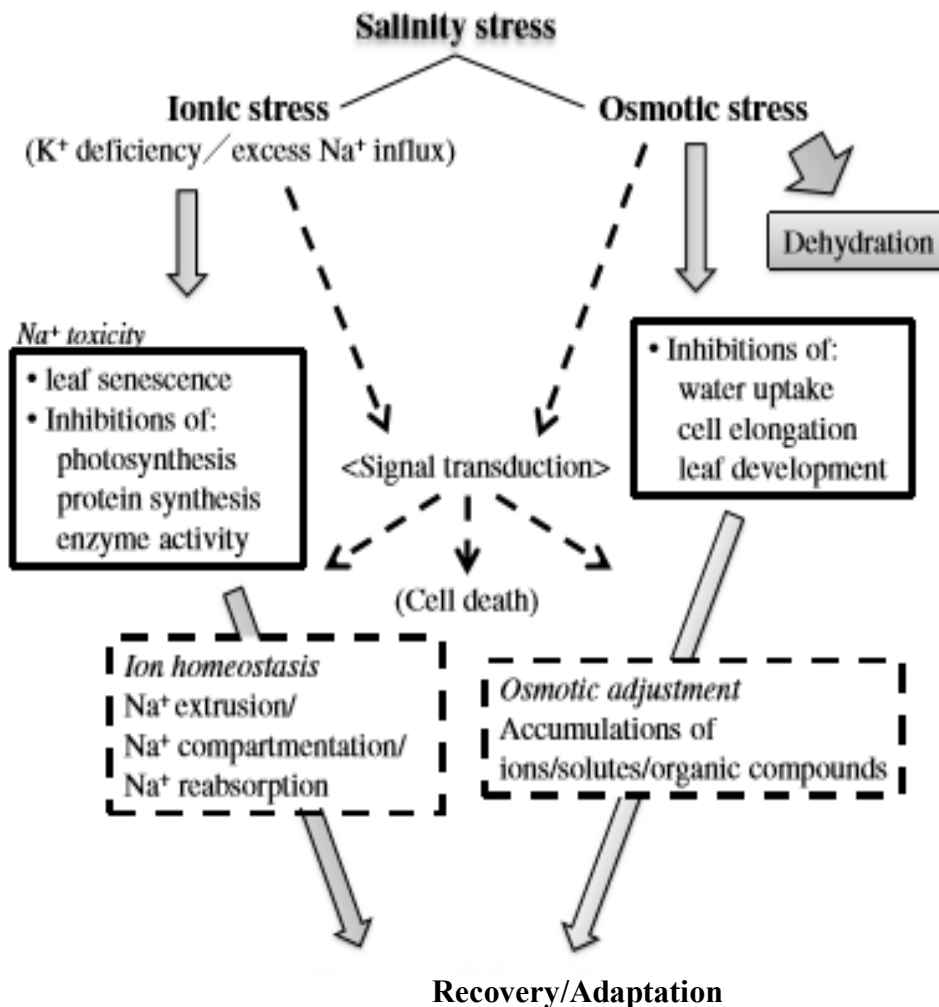 Salinity stress
Ionic stress
Osmotic stress
(K⁺ deficiency／excess Na⁺ influx)
Dehydration
Na⁺ toxicity
• leaf senescence
• Inhibitions of:
photosynthesis
protein synthesis
enzyme activity
• Inhibitions of:
water uptake
cell elongation
leaf development
<Signal transduction>
(Cell death)
Ion homeostasis
Na⁺ extrusion/
Na⁺ compartmentation/
Na⁺ reabsorption
Osmotic adjustment
Accumulations of
ions/solutes/organic compounds
Recovery/Adaptation